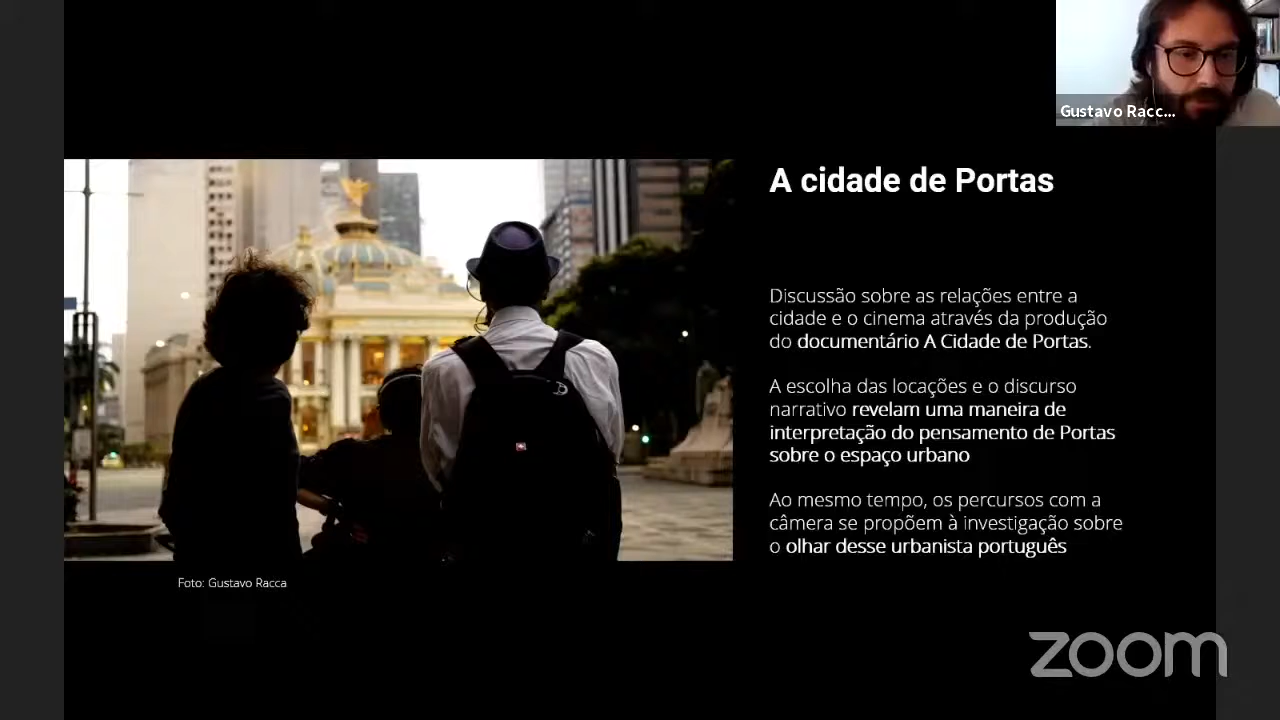 Gustavo Racc...
A cidade de Portas
Discussão sobre as relações entre a
cidade e o cinema através da produção
do documentário A Cidade de Portas.
A escolha das locações e o discurso
narrativo revelam uma maneira de
interpretação do pensamento de Portas
sobre o espaço urbano
Ao mesmo tempo, os percursos com a
câmera se propõem à investigação sobre
o olhar desse urbanista português
Foto: Gustavo Racca
zoom